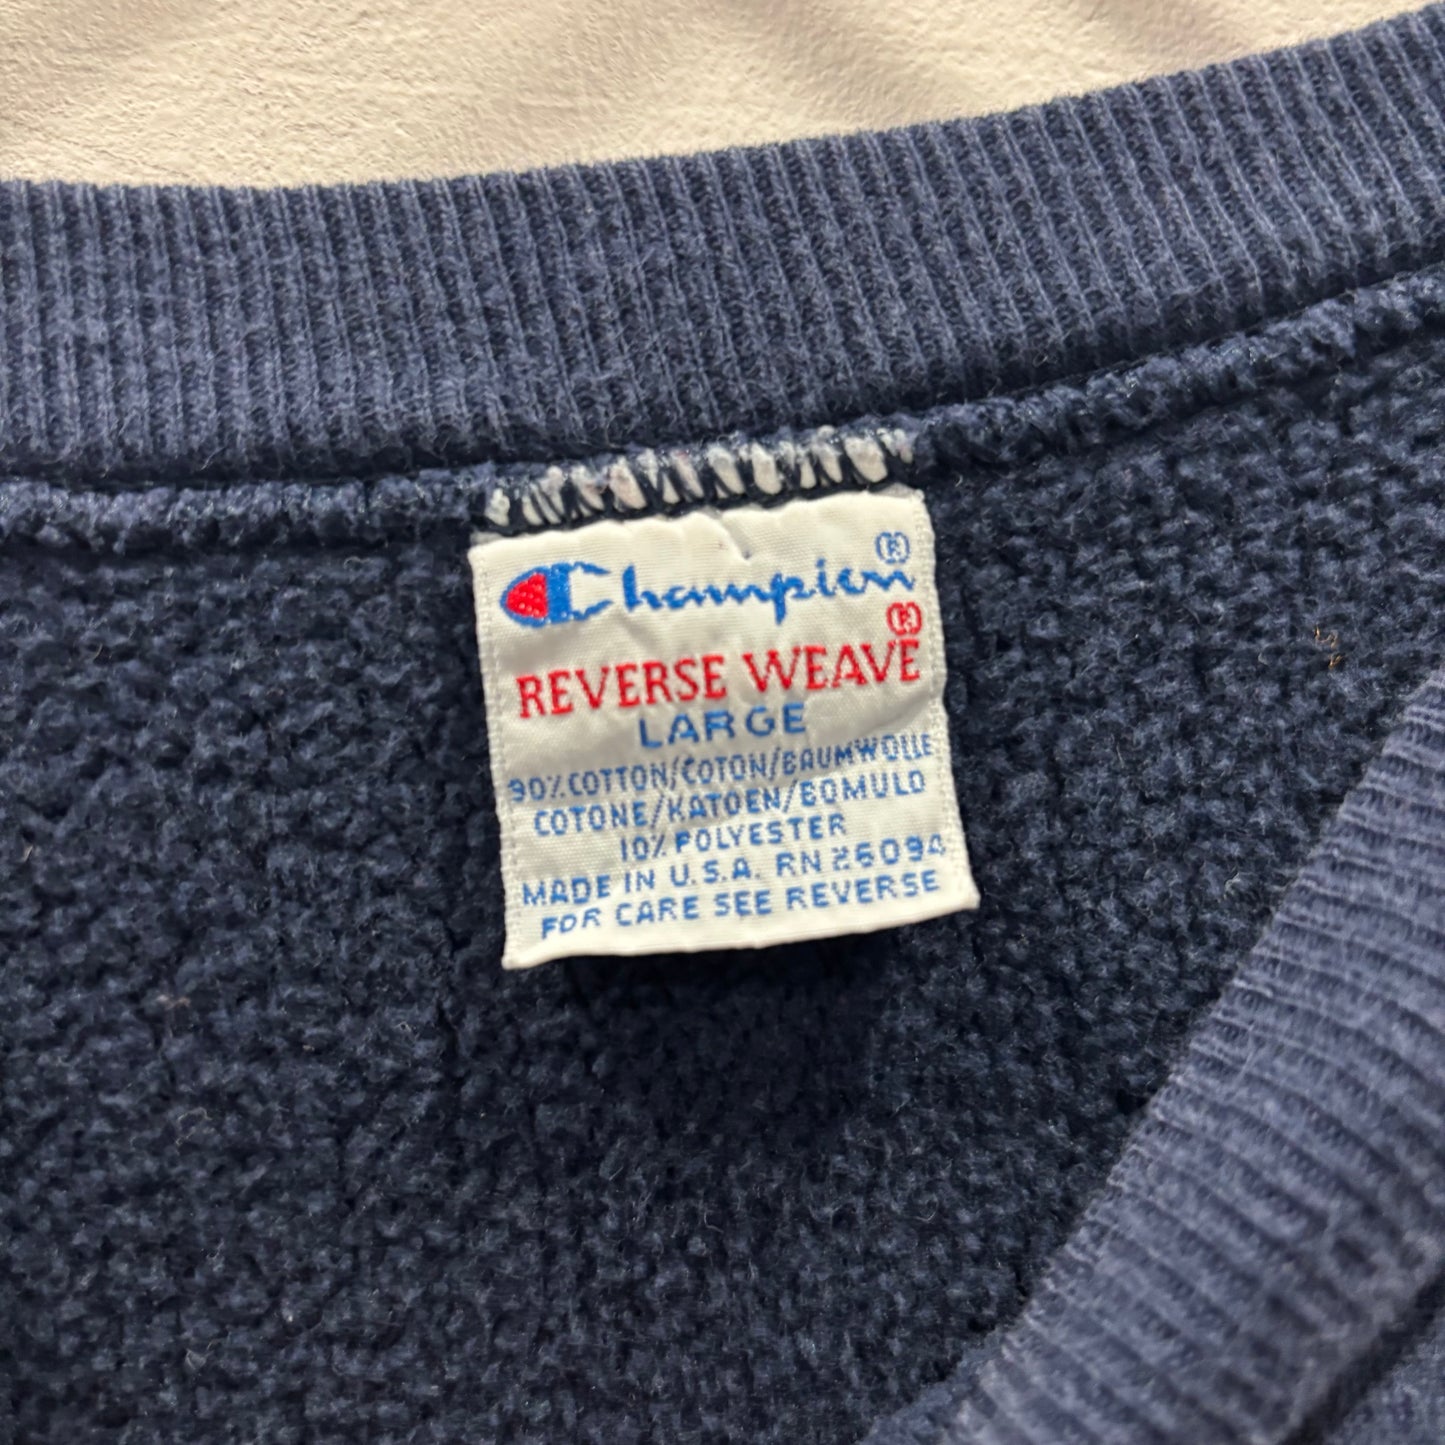 Champion®
REVERSE WEAVE®
LARGE
90% COTTON/COTON/BAUMWOLLE
COTONE/KATOEN/BOMULD
10% POLYESTER
MADE IN U.S.A. RN 26094
FOR CARE SEE REVERSE